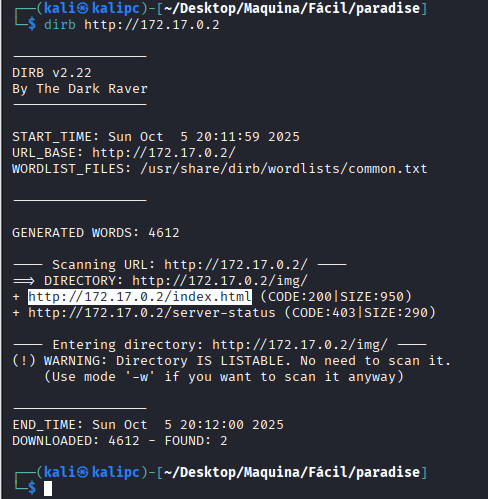 ┌──(kali㉿kalipc)-[~/Desktop/Maquina/Fácil/paradise]
└─$ dirb http://172.17.0.2
-----------------
DIRB v2.22
By The Dark Raver
-----------------
START_TIME: Sun Oct  5 20:11:59 2025
URL_BASE: http://172.17.0.2/
WORDLIST_FILES: /usr/share/dirb/wordlists/common.txt
-----------------
GENERATED WORDS: 4612
---- Scanning URL: http://172.17.0.2/ ----
==> DIRECTORY: http://172.17.0.2/img/
+ http://172.17.0.2/index.html (CODE:200|SIZE:950)
+ http://172.17.0.2/server-status (CODE:403|SIZE:290)
---- Entering directory: http://172.17.0.2/img/ ----
(!) WARNING: Directory IS LISTABLE. No need to scan it.
    (Use mode '-w' if you want to scan it anyway)
-----------------
END_TIME: Sun Oct  5 20:12:00 2025
DOWNLOADED: 4612 - FOUND: 2
┌──(kali㉿kalipc)-[~/Desktop/Maquina/Fácil/paradise]
└─$